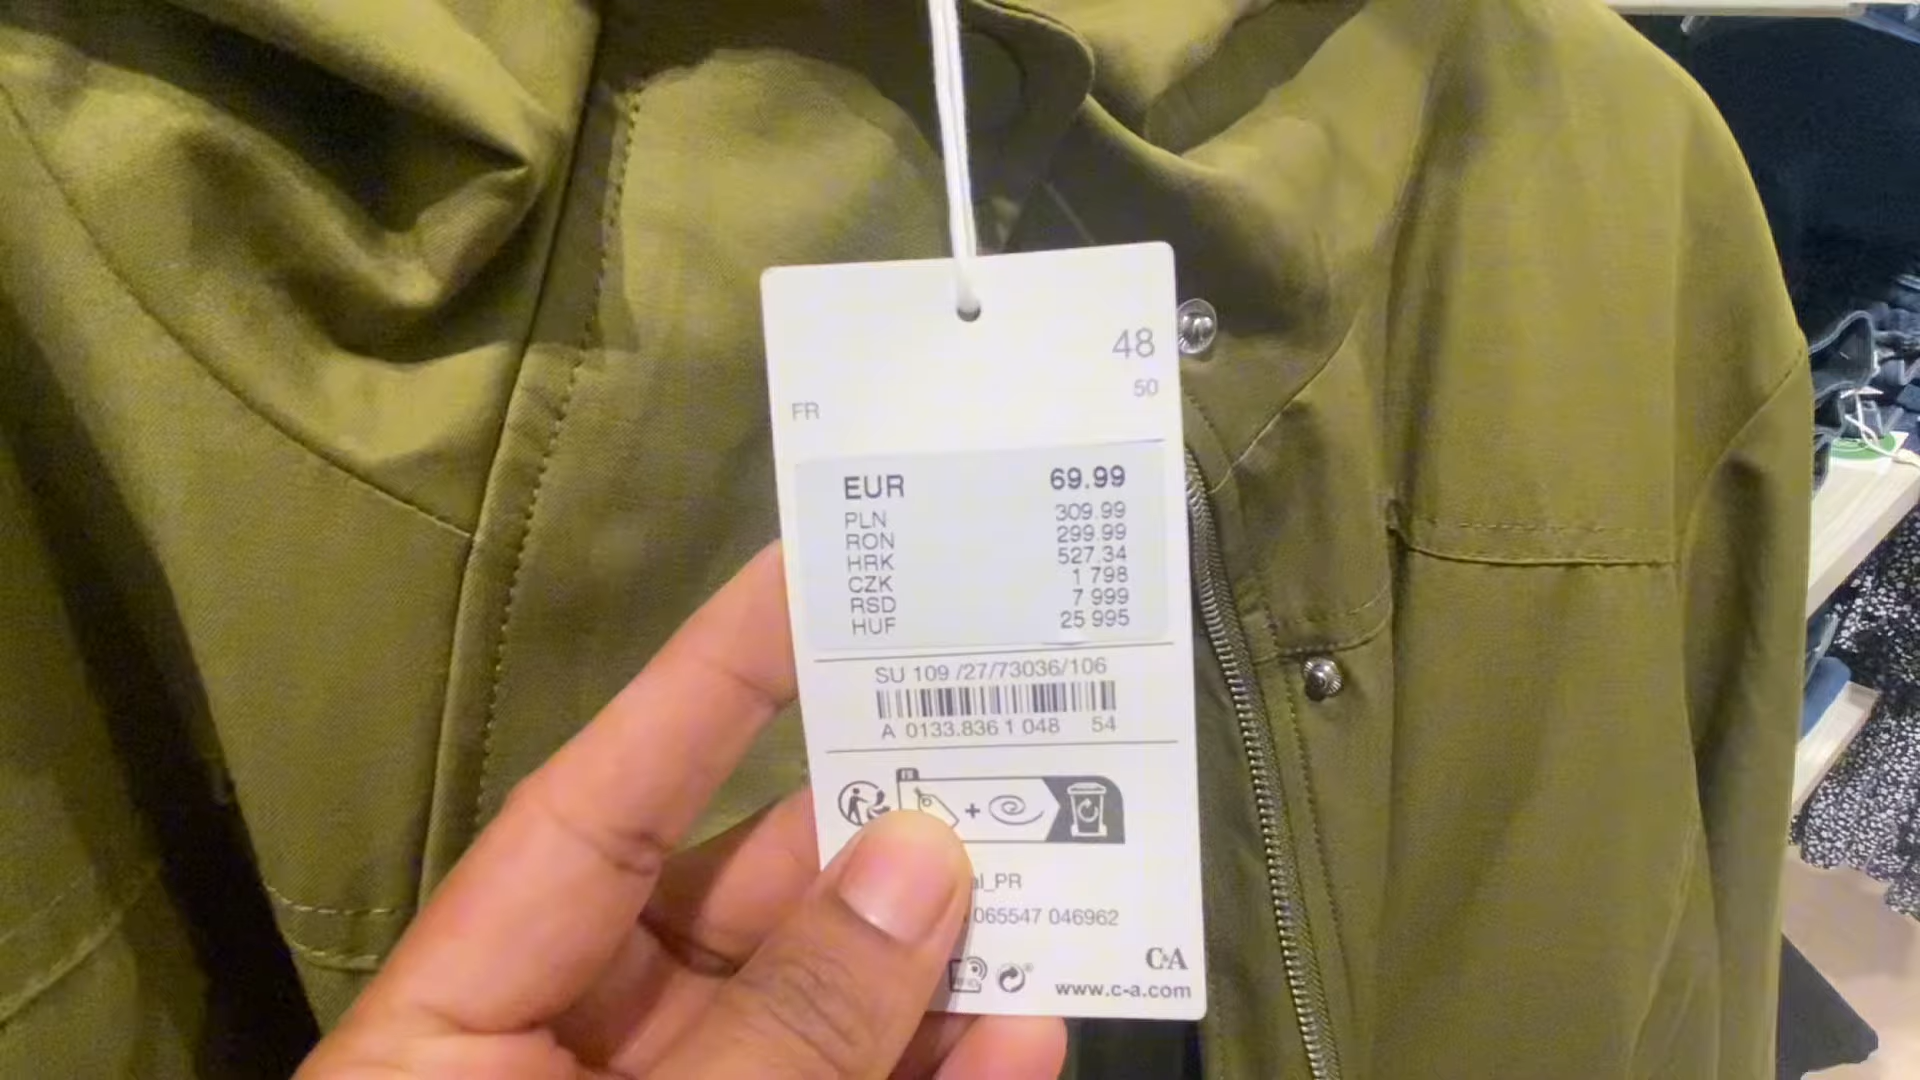 48
50
FR
EUR 69.99
PLN 309.99
RON 299.99
HRK 527.34
CZK 1 798
RSD 7 999
HUF 25 995
SU 109 /27/73036/106
A 0133.836 1 048 54
FR
+
065547 046962
C&A
www.c-a.com